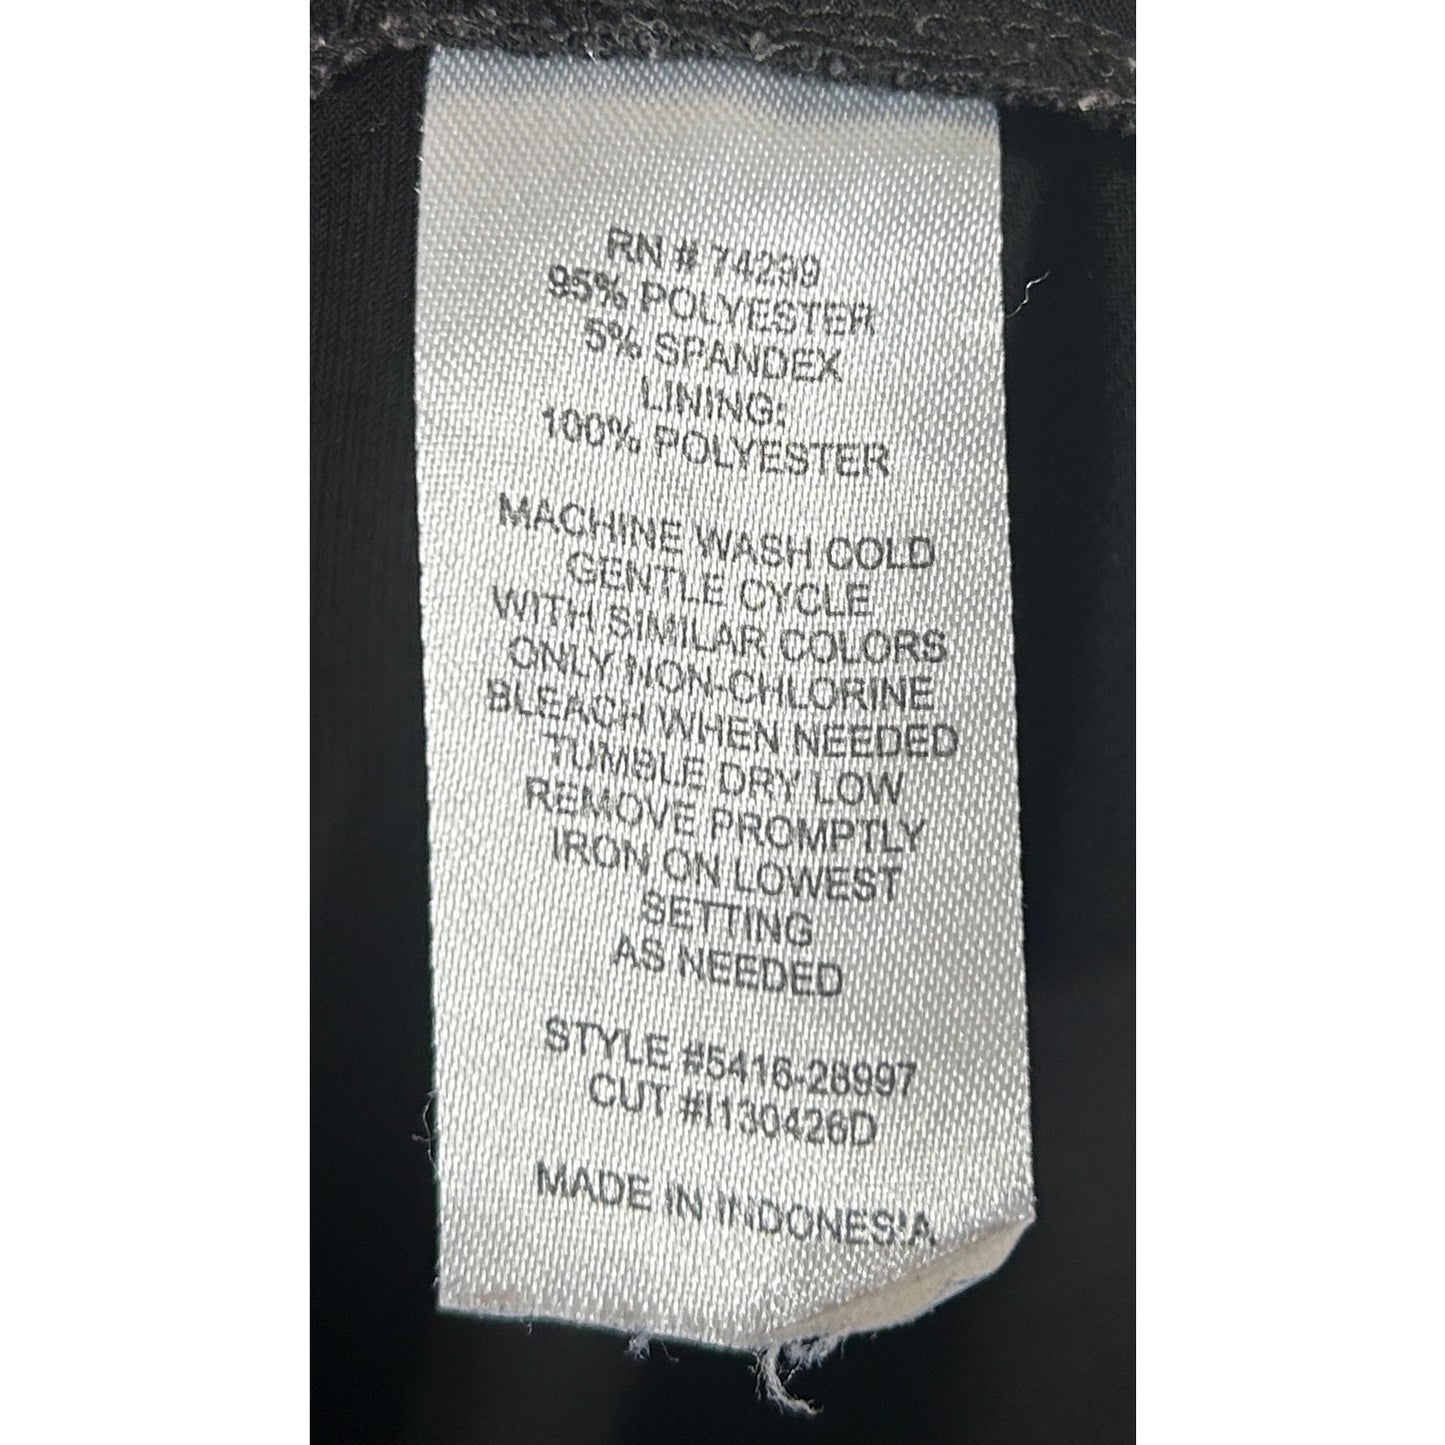 RN # 74299
95% POLYESTER
5% SPANDEX
LINING:
100% POLYESTER
MACHINE WASH COLD
GENTLE CYCLE
WITH SIMILAR COLORS
ONLY NON-CHLORINE
BLEACH WHEN NEEDED
TUMBLE DRY LOW
REMOVE PROMPTLY
IRON ON LOWEST
SETTING
AS NEEDED
STYLE #5416-28997
CUT #I130426D
MADE IN INDONESIA